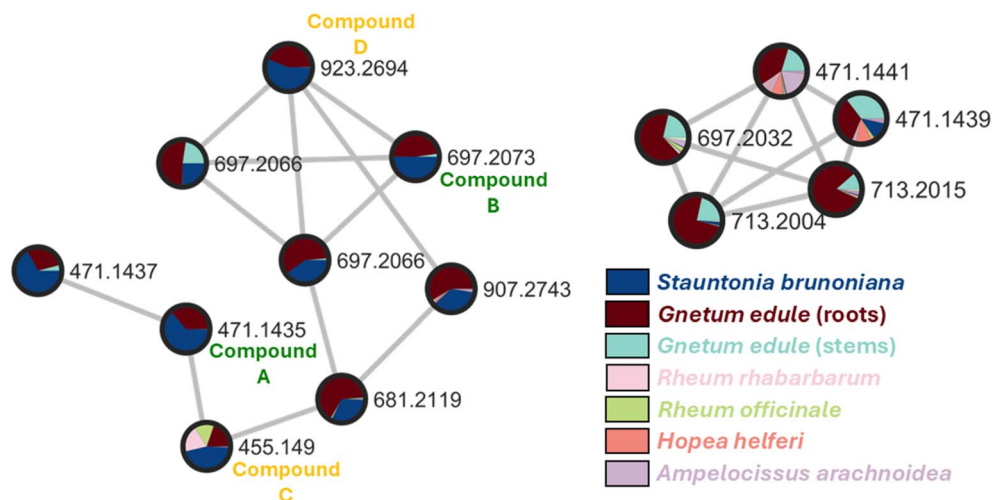 Compound
D
923.2694
697.2066
697.2073
Compound
B
697.2066
907.2743
471.1437
471.1435
Compound
A
681.2119
455.149
Compound
C
471.1441
471.1439
697.2032
713.2015
713.2004
Stauntonia brunoniana
Gnetum edule (roots)
Gnetum edule (stems)
Rheum rhabarbarum
Rheum officinale
Hopea helferi
Ampelocissus arachnoidea